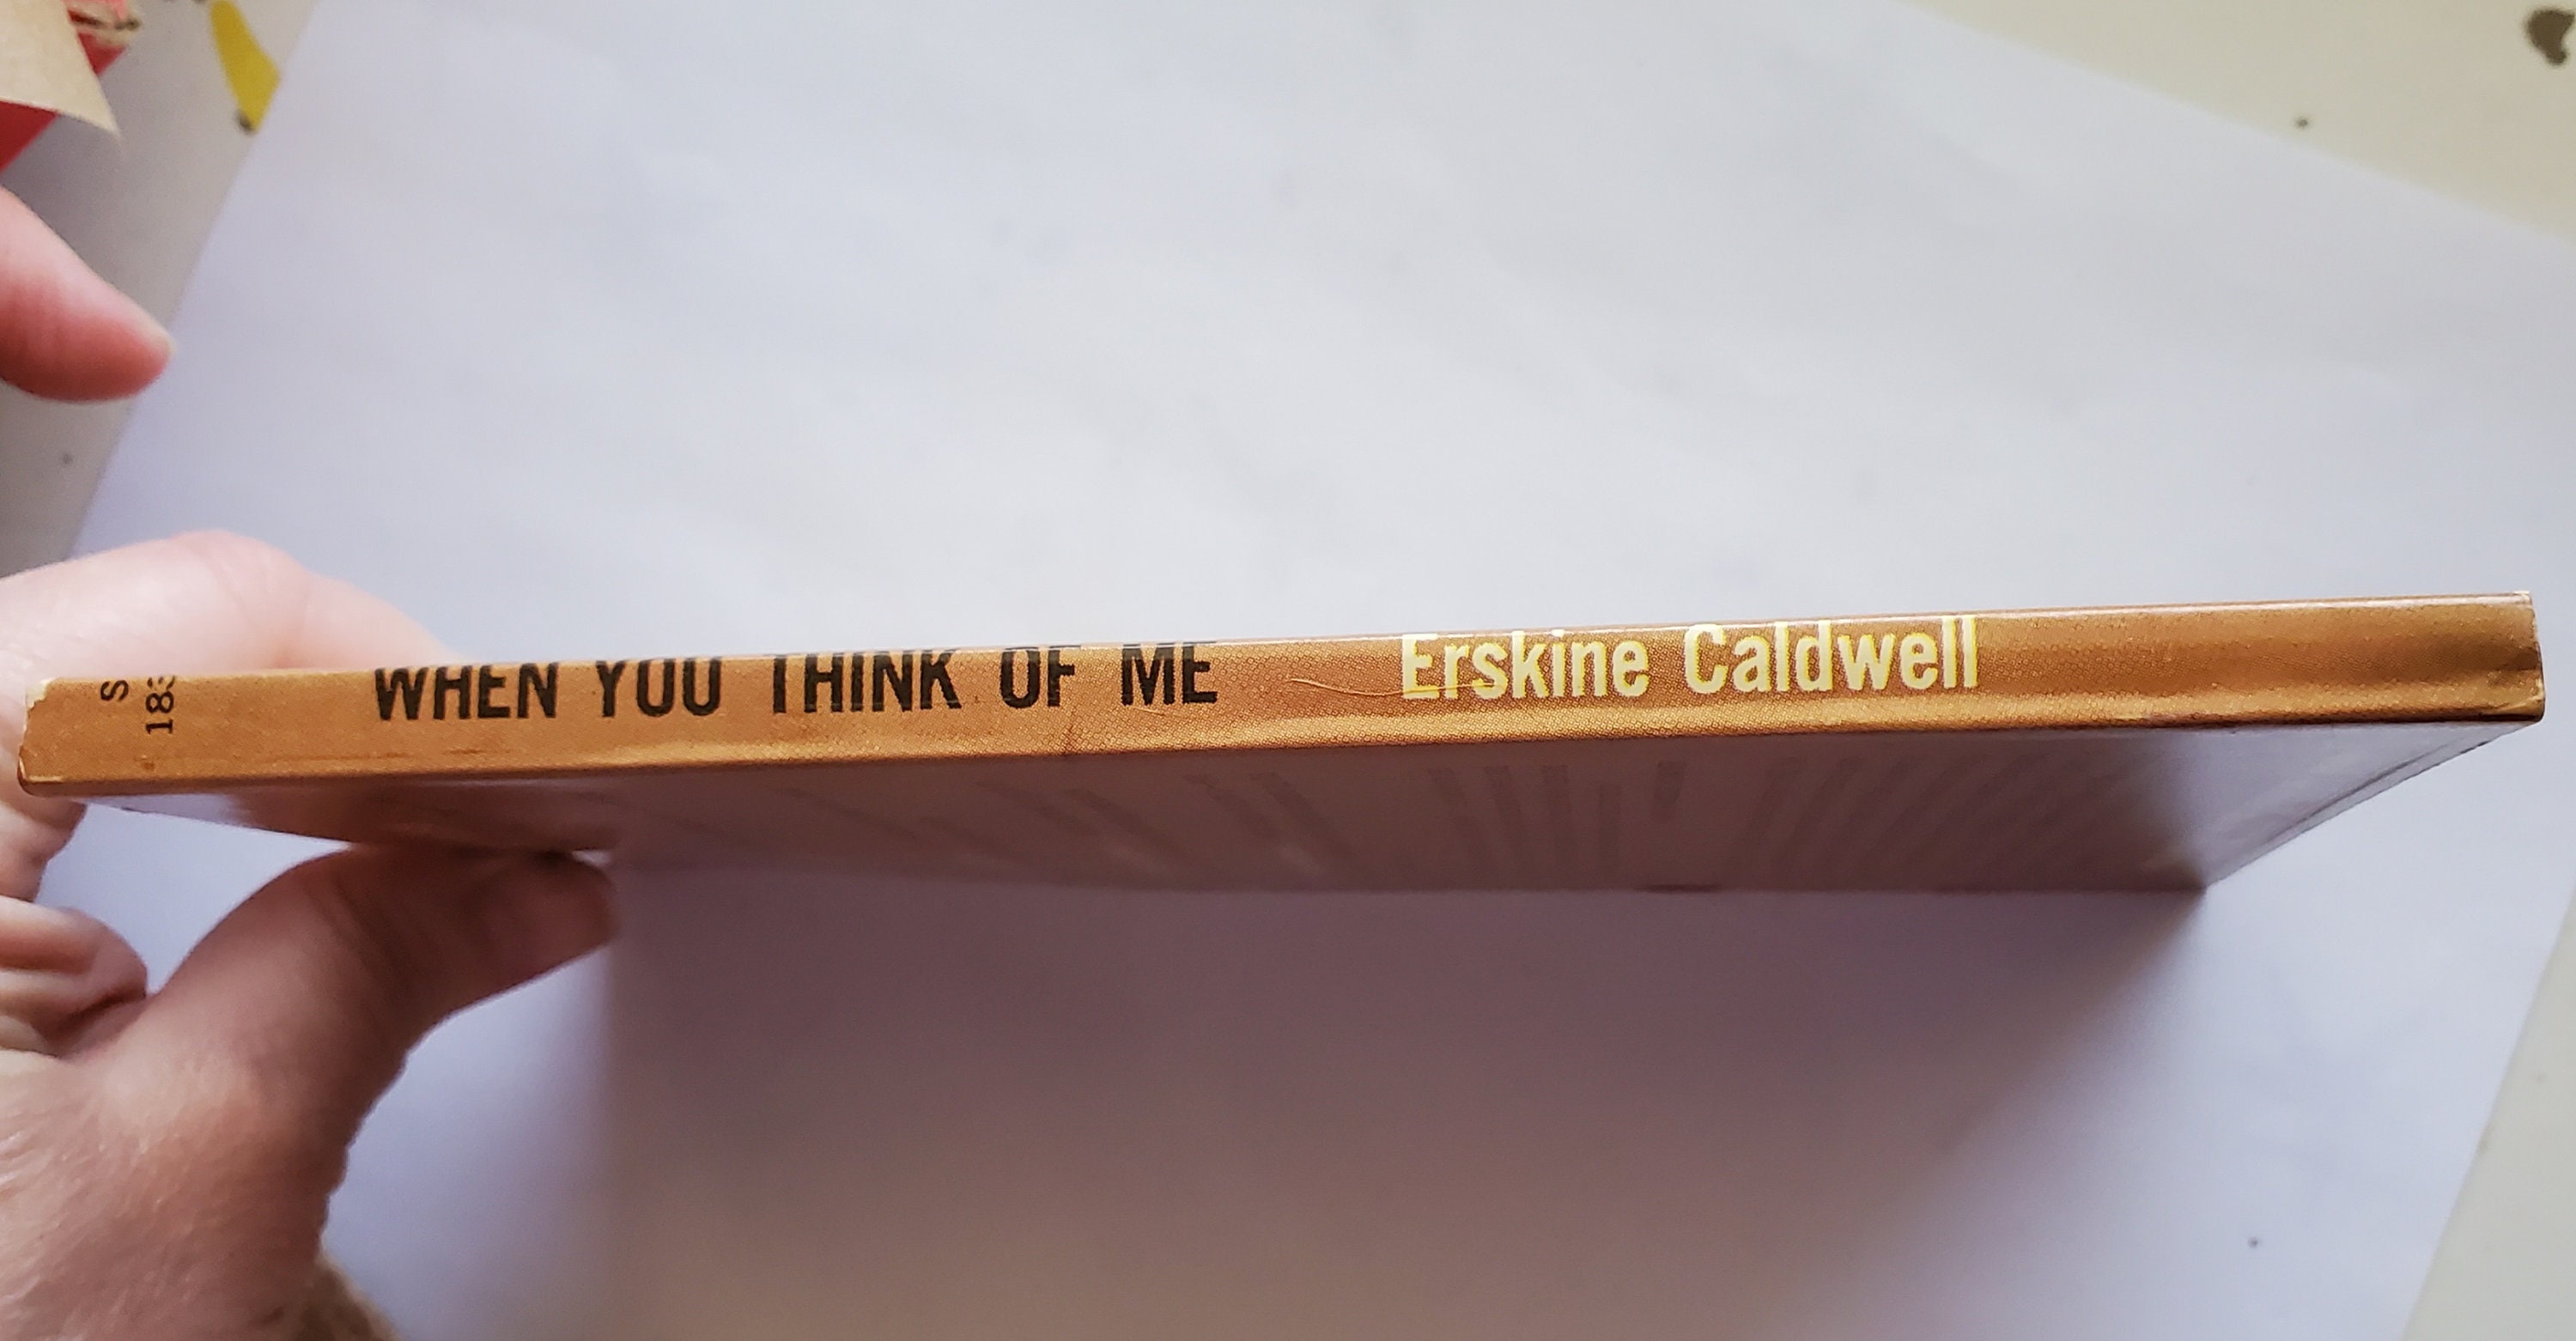 S
WHEN YOU THINK OF ME Erskine Caldwell